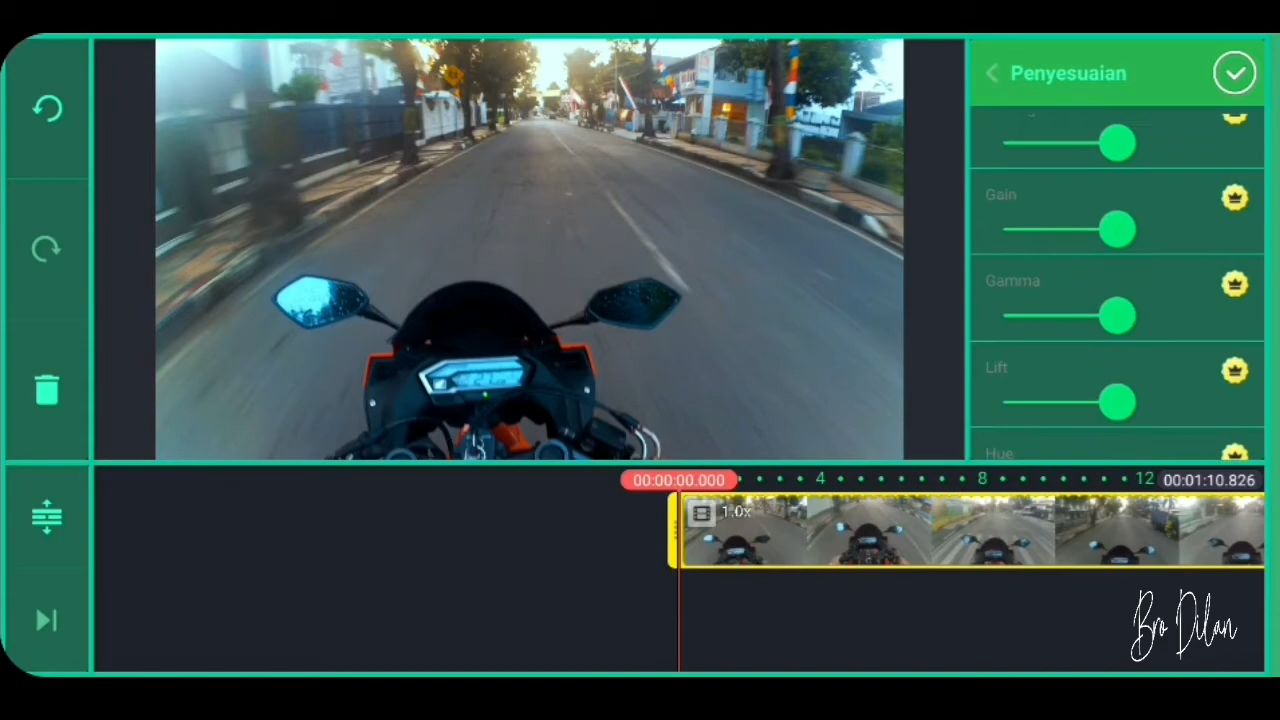 Penyesuaian
Gain
Gamma
Lift
Hue
00:00:00.000
4
8
12
00:01:10.826
1.0x
Bro Dilan